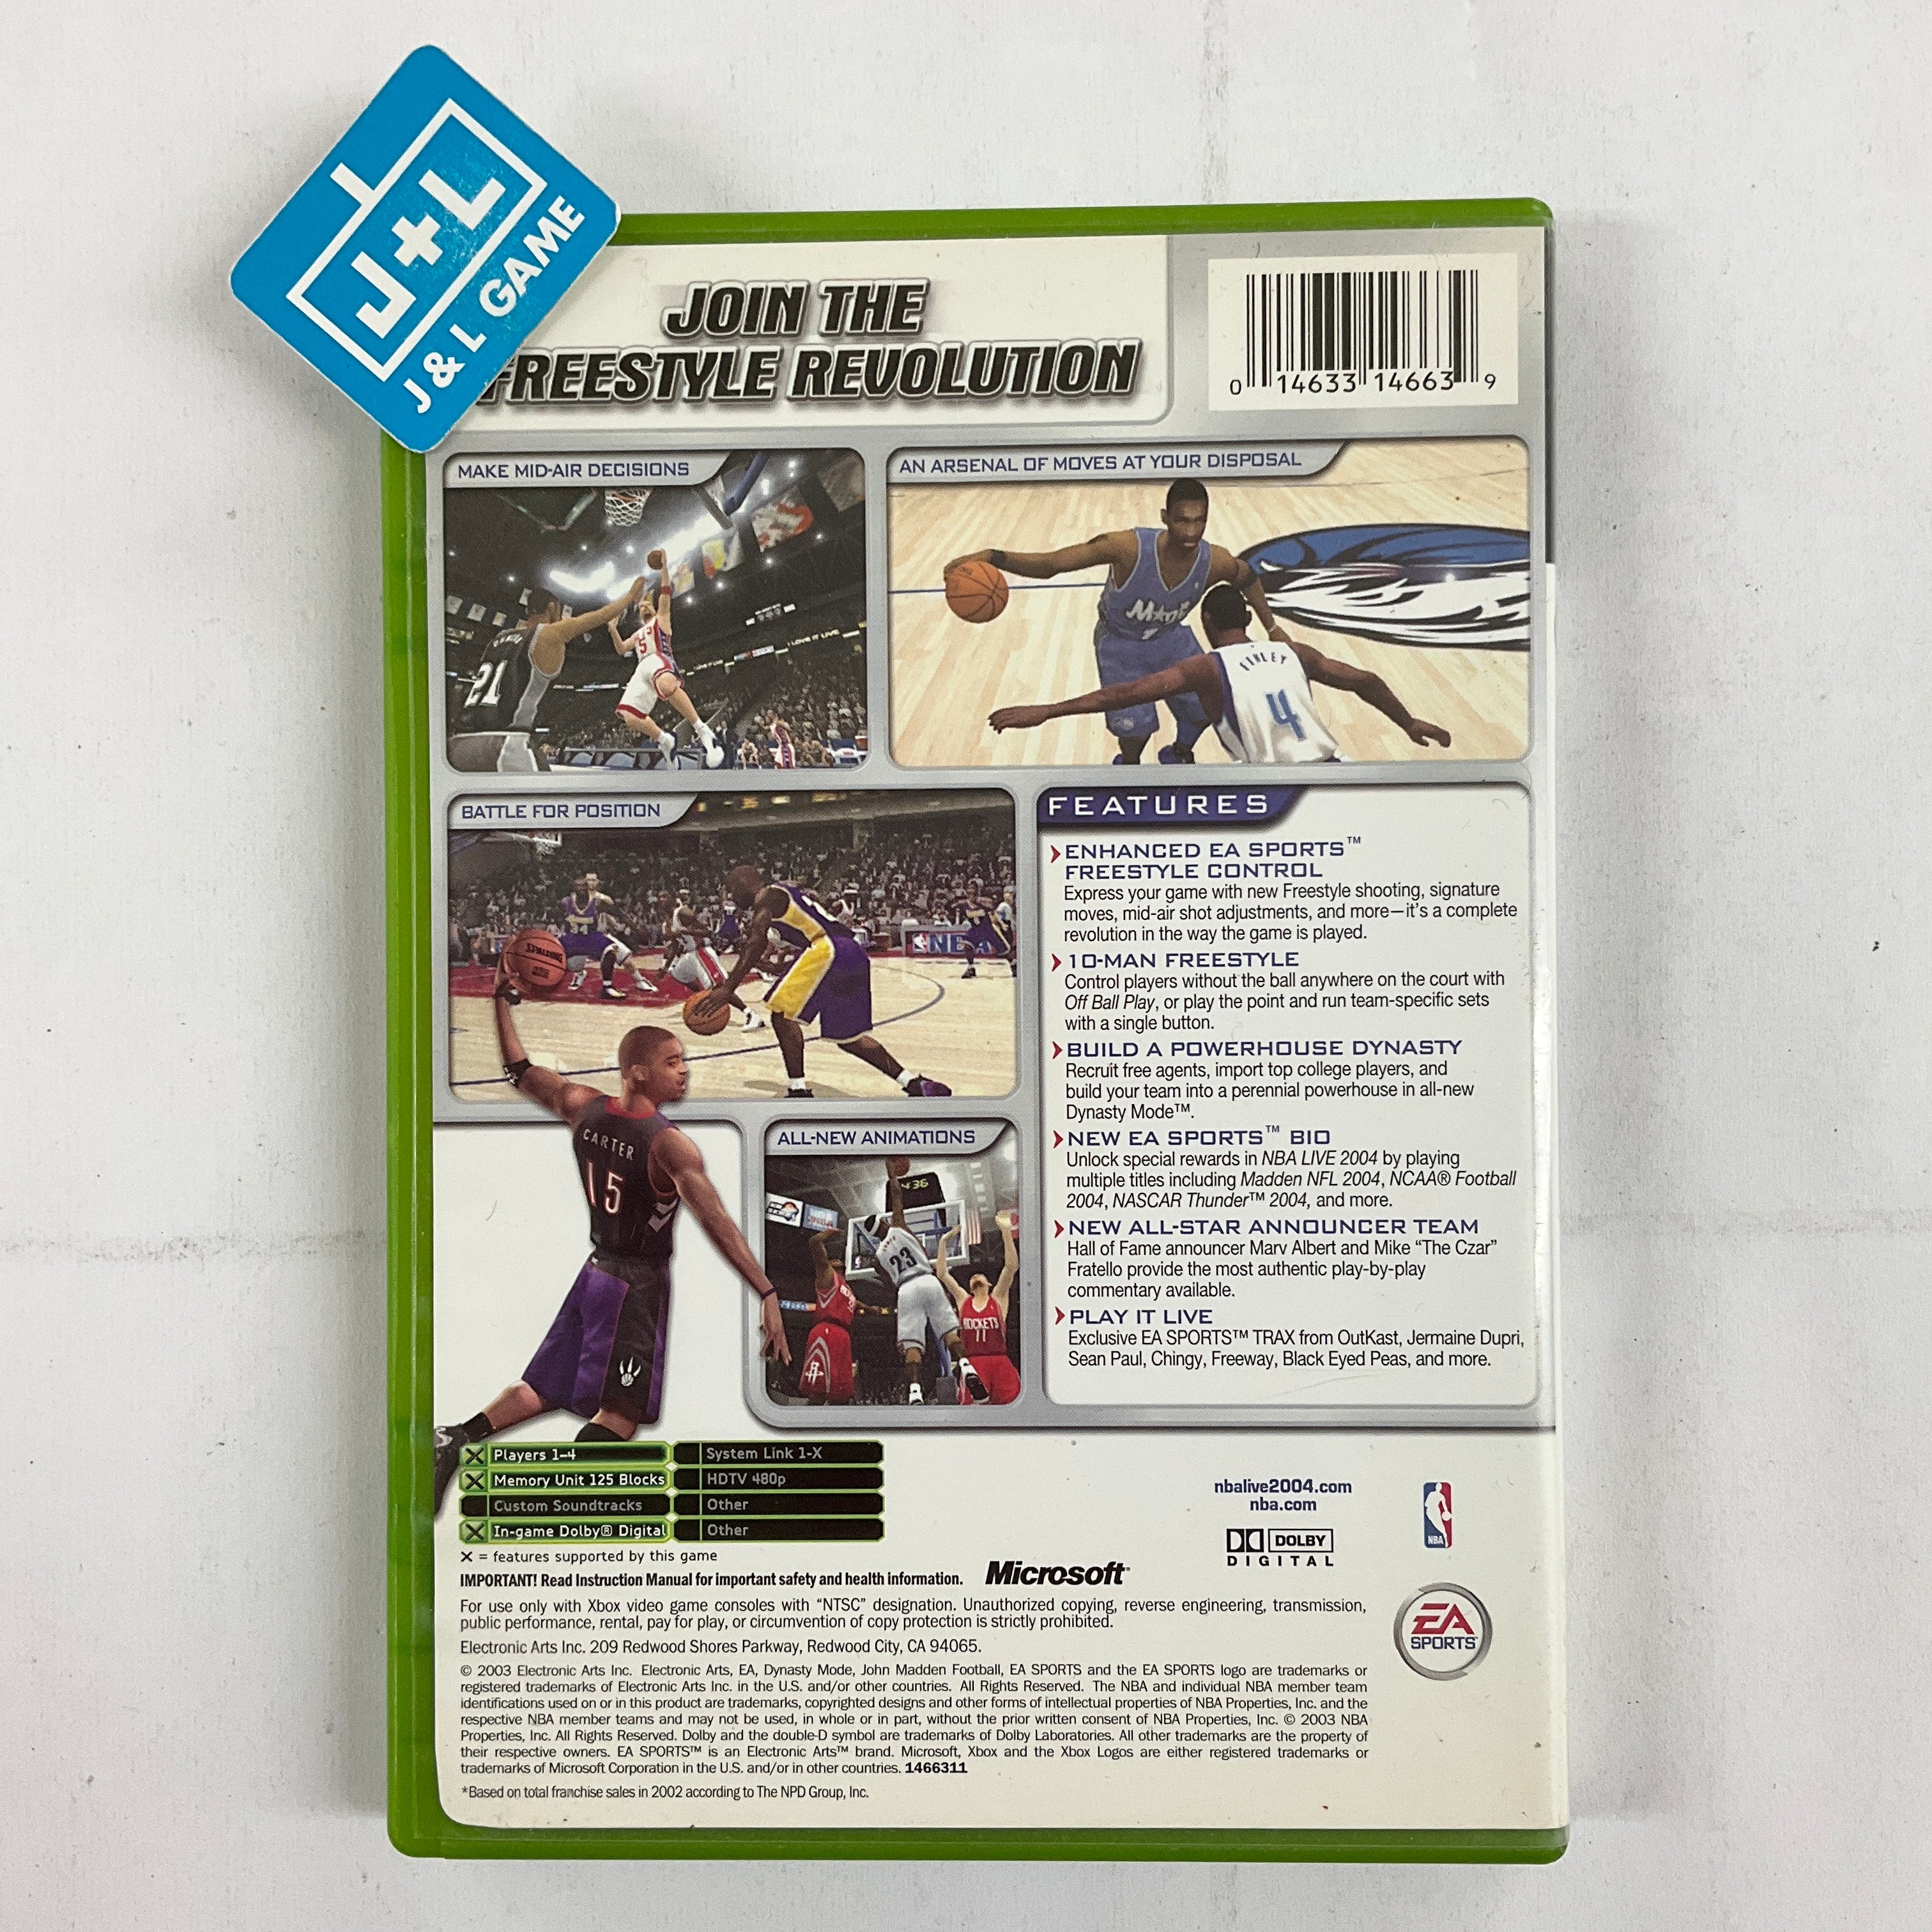 J+L
J & L GAME
JOIN THE
FREESTYLE REVOLUTION
0 14633 14663 9
MAKE MID-AIR DECISIONS
21
5
AN ARSENAL OF MOVES AT YOUR DISPOSAL
Magic
1
FINLEY
4
BATTLE FOR POSITION
34
NBA
SPALDING
CARTER
15
ALL-NEW ANIMATIONS
:36
23
ROCKETS
11
FEATURES
ENHANCED EA SPORTS™
FREESTYLE CONTROL
Express your game with new Freestyle shooting, signature
moves, mid-air shot adjustments, and more—it's a complete
revolution in the way the game is played.
10-MAN FREESTYLE
Control players without the ball anywhere on the court with
Off Ball Play, or play the point and run team-specific sets
with a single button.
BUILD A POWERHOUSE DYNASTY
Recruit free agents, import top college players, and
build your team into a perennial powerhouse in all-new
Dynasty Mode™.
NEW EA SPORTS™ BIO
Unlock special rewards in NBA LIVE 2004 by playing
multiple titles including Madden NFL 2004, NCAA® Football
2004, NASCAR Thunder™ 2004, and more.
NEW ALL-STAR ANNOUNCER TEAM
Hall of Fame announcer Marv Albert and Mike “The Czar”
Fratello provide the most authentic play-by-play
commentary available.
PLAY IT LIVE
Exclusive EA SPORTS™ TRAX from OutKast, Jermaine Dupri,
Sean Paul, Chingy, Freeway, Black Eyed Peas, and more.
X Players 1–4
X Memory Unit 125 Blocks
Custom Soundtracks
X In-game Dolby® Digital
System Link 1-X
HDTV 480p
Other
Other
X = features supported by this game
nbalive2004.com
nba.com
DOLBY
DIGITAL
NBA
EA
SPORTS
IMPORTANT! Read Instruction Manual for important safety and health information.
Microsoft
For use only with Xbox video game consoles with “NTSC” designation. Unauthorized copying, reverse engineering, transmission,
public performance, rental, pay for play, or circumvention of copy protection is strictly prohibited.
Electronic Arts Inc. 209 Redwood Shores Parkway, Redwood City, CA 94065.
© 2003 Electronic Arts Inc. Electronic Arts, EA, Dynasty Mode, John Madden Football, EA SPORTS and the EA SPORTS logo are trademarks or
registered trademarks of Electronic Arts Inc. in the U.S. and/or other countries. All Rights Reserved. The NBA and individual NBA member team
identifications used on or in this product are trademarks, copyrighted designs and other forms of intellectual properties of NBA Properties, Inc. and the
respective NBA member teams and may not be used, in whole or in part, without the prior written consent of NBA Properties, Inc. © 2003 NBA
Properties, Inc. All Rights Reserved. Dolby and the double-D symbol are trademarks of Dolby Laboratories. All other trademarks are the property of
their respective owners. EA SPORTS™ is an Electronic Arts™ brand. Microsoft, Xbox and the Xbox Logos are either registered trademarks or
trademarks of Microsoft Corporation in the U.S. and/or in other countries. 1466311
*Based on total franchise sales in 2002 according to The NPD Group, Inc.